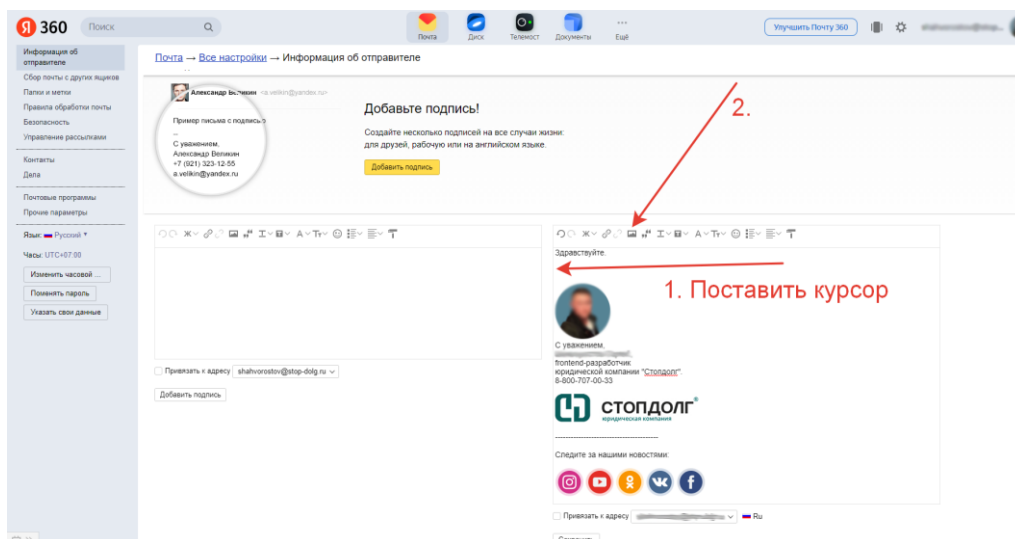 360
Поиск
Почта
Диск
Телемост
Документы
Ещё
Улучшить Почту 360
Информация об отправителе
Сбор почты с других ящиков
Папки и метки
Правила обработки почты
Безопасность
Управление рассылками
Контакты
Дела
Почтовые программы
Прочие параметры
Язык: Русский
Часы: UTC+07:00
Изменить часовой ...
Поменять пароль
Указать свои данные
Почта → Все настройки → Информация об отправителе
Александр Великин <a.velikin@yandex.ru>
Пример письма с подписью
--
С уважением,
Александр Великин
+7 (921) 323-12-55
a.velikin@yandex.ru
Добавьте подпись!
Создайте несколько подписей на все случаи жизни:
для друзей, рабочую или на английском языке.
Добавить подпись
2.
Привязать к адресу shahvorostov@stop-dolg.ru
Добавить подпись
Здравствуйте.
1. Поставить курсор
С уважением,
frontend-разработчик
юридической компании "Стопдолг".
8-800-707-00-33
СТОПДОЛГ®
юридическая компания
----------------------------------------
Следите за нашими новостями:
Привязать к адресу
Ru
Сохранить